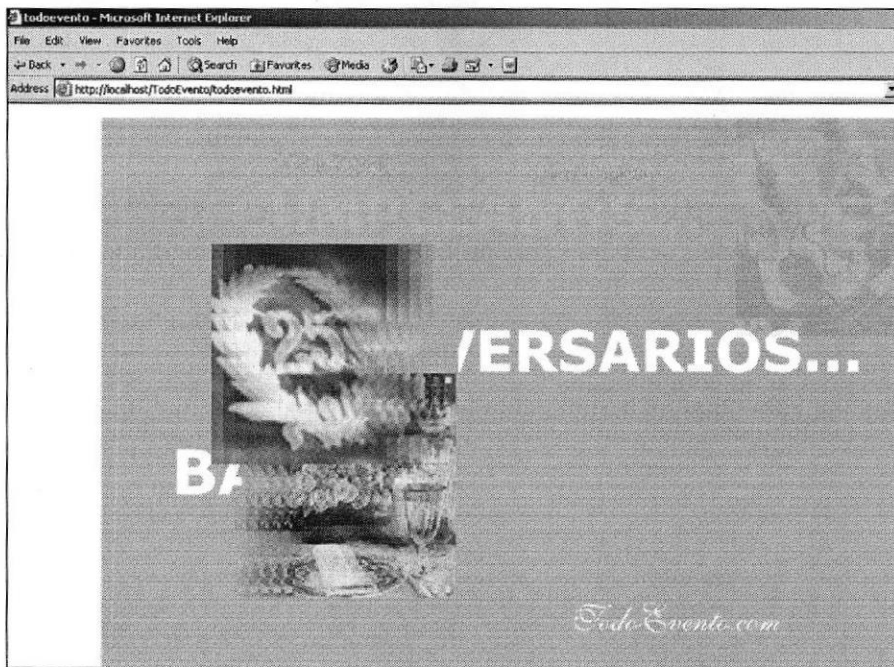 todoevento - Microsoft Internet Explorer
File Edit View Favorites Tools Help
Back Search Favorites Media
Address http://localhost/TodoEvento/todoevento.html
25
VERSARIOS...
BA
TodoEvento.com